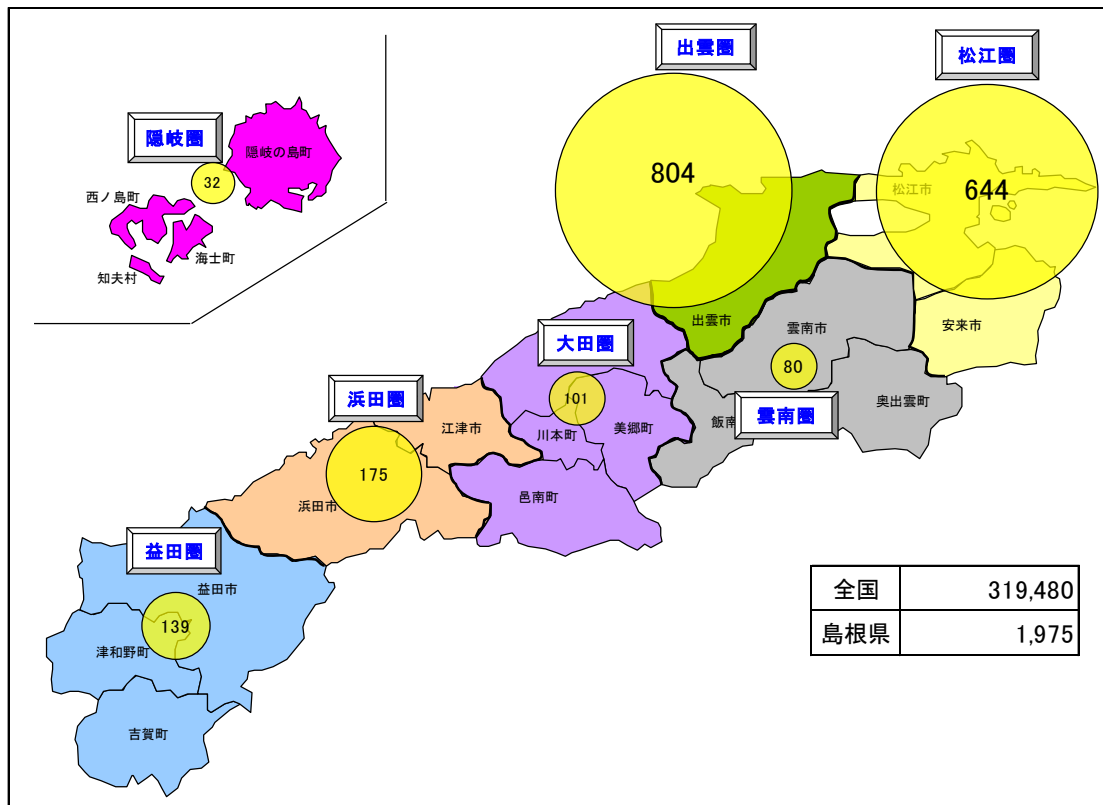 出雲圏
松江圏
804
644
松江市
隠岐圏
隠岐の島町
32
西ノ島町
海士町
知夫村
出雲市
雲南市
安来市
大田圏
80
101
奥出雲町
浜田圏
江津市
川本町
美郷町
飯南
雲南圏
175
浜田市
邑南町
益田圏
益田市
139
津和野町
吉賀町
全国 319,480
島根県 1,975